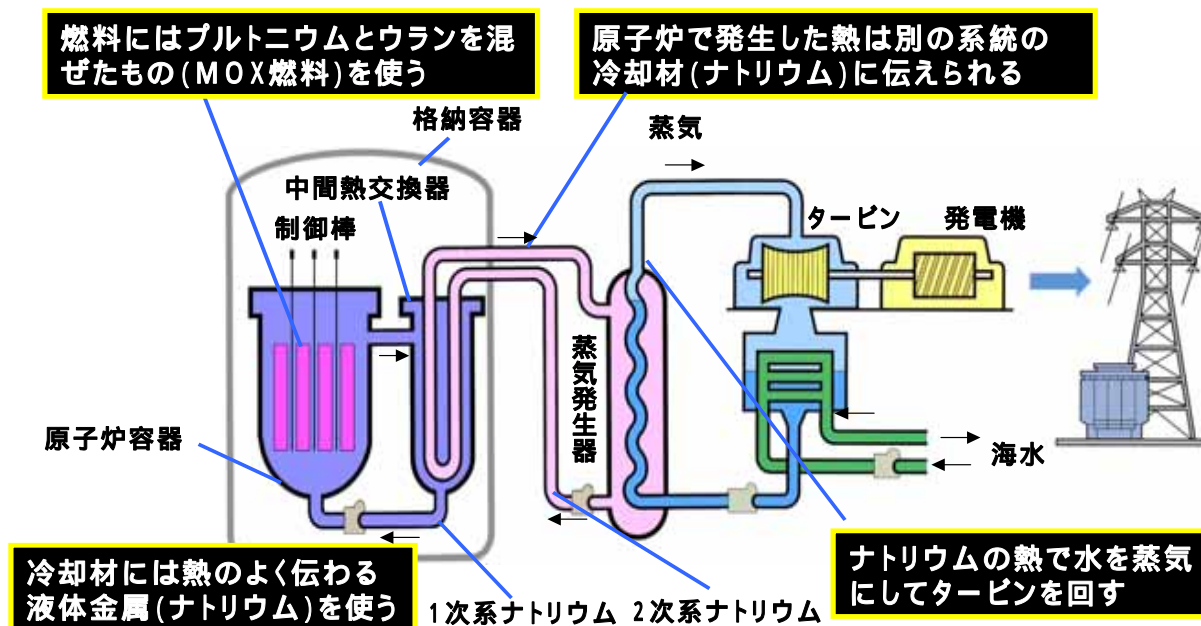 燃料にはプルトニウムとウランを混
ぜたもの(MOX燃料)を使う
原子炉で発生した熱は別の系統の
冷却材(ナトリウム)に伝えられる
格納容器
蒸気
中間熱交換器
制御棒
タービン
発電機
蒸気発生器
原子炉容器
海水
冷却材には熱のよく伝わる
液体金属(ナトリウム)を使う
1次系ナトリウム
2次系ナトリウム
ナトリウムの熱で水を蒸気
にしてタービンを回す